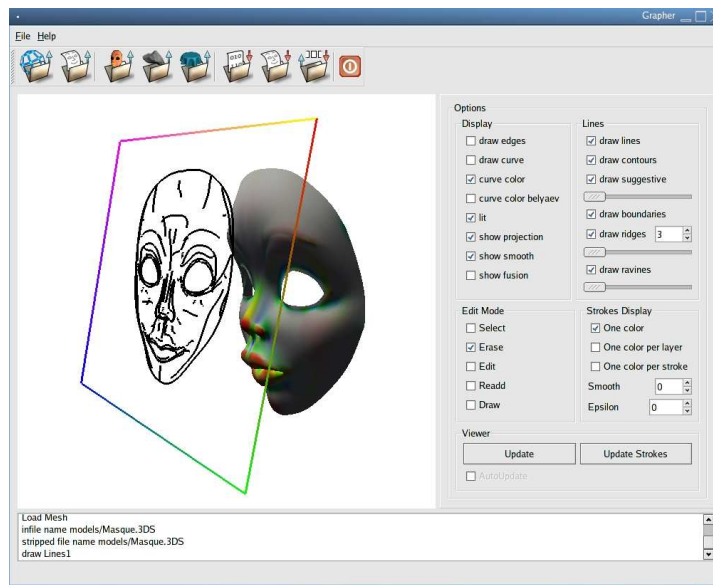 Grapher
File Help
Options
Display
draw edges
draw curve
curve color
curve color belyaev
lit
show projection
show smooth
show fusion
Lines
draw lines
draw contours
draw suggestive
draw boundaries
draw ridges 3
draw ravines
Edit Mode
Select
Erase
Edit
Readd
Draw
Strokes Display
One color
One color per layer
One color per stroke
Smooth 0
Epsilon 0
Viewer
Update
Update Strokes
AutoUpdate
Load Mesh
infile name models/Masque.3DS
stripped file name models/Masque.3DS
draw Lines1